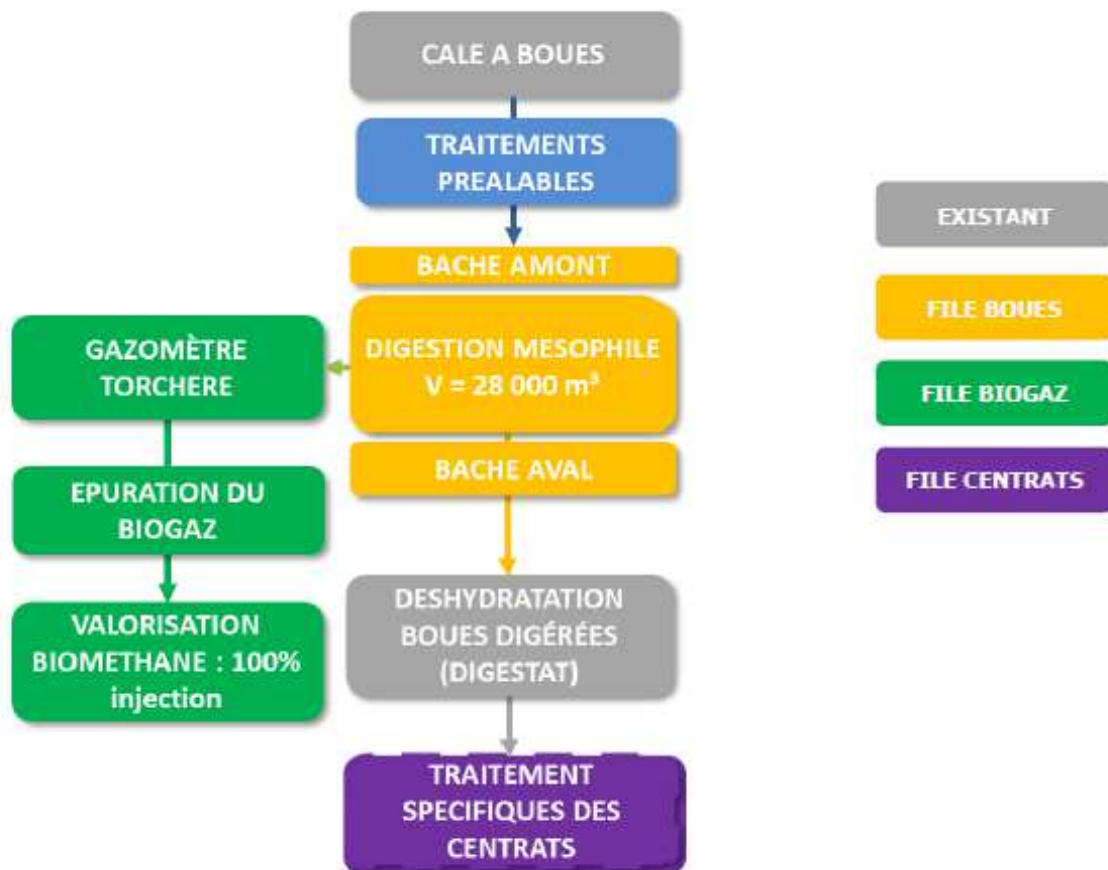 CALE A BOUES
TRAITEMENTS
PREALABLES
BACHE AMONT
DIGESTION MESOPHILE
V = 28 000 m³
BACHE AVAL
DESHYDRATATION
BOUES DIGÉRÉES
(DIGESTAT)
TRAITEMENT
SPECIFIQUES DES
CENTRATS
GAZOMÈTRE
TORCHERE
EPURATION DU
BIOGAZ
VALORISATION
BIOMETHANE : 100%
injection
EXISTANT
FILE BOUES
FILE BIOGAZ
FILE CENTRATS